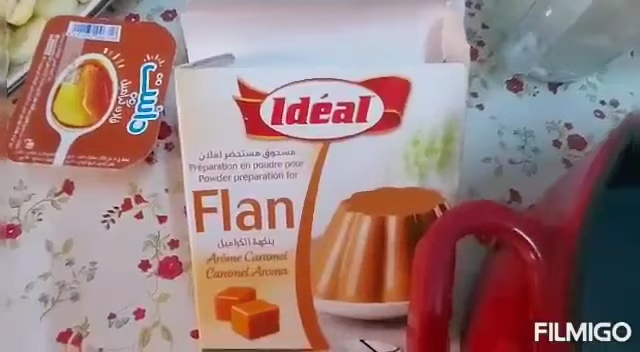 Idéal
مسحوق مستحضر لفلان
Préparation en poudre pour
Powder preparation for
Flan
بنكهة الكراميل
Arôme Caramel
Caramel Aroma
FILMIGO